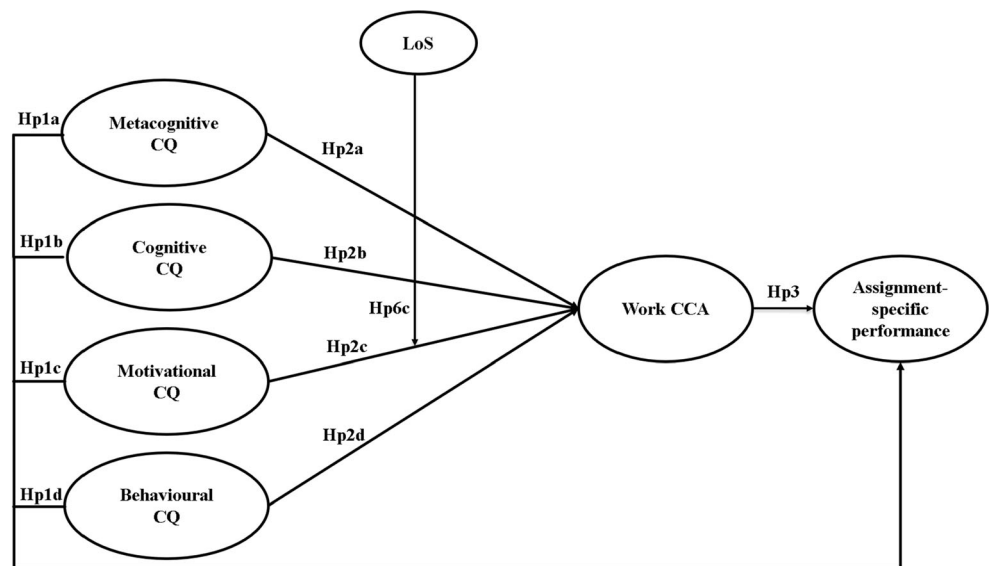 LoS
Hp1a
Metacognitive
CQ
Hp2a
Hp1b
Cognitive
CQ
Hp2b
Hp6c
Work CCA
Hp3
Assignment-
specific
performance
Hp1c
Motivational
CQ
Hp2c
Hp2d
Hp1d
Behavioural
CQ